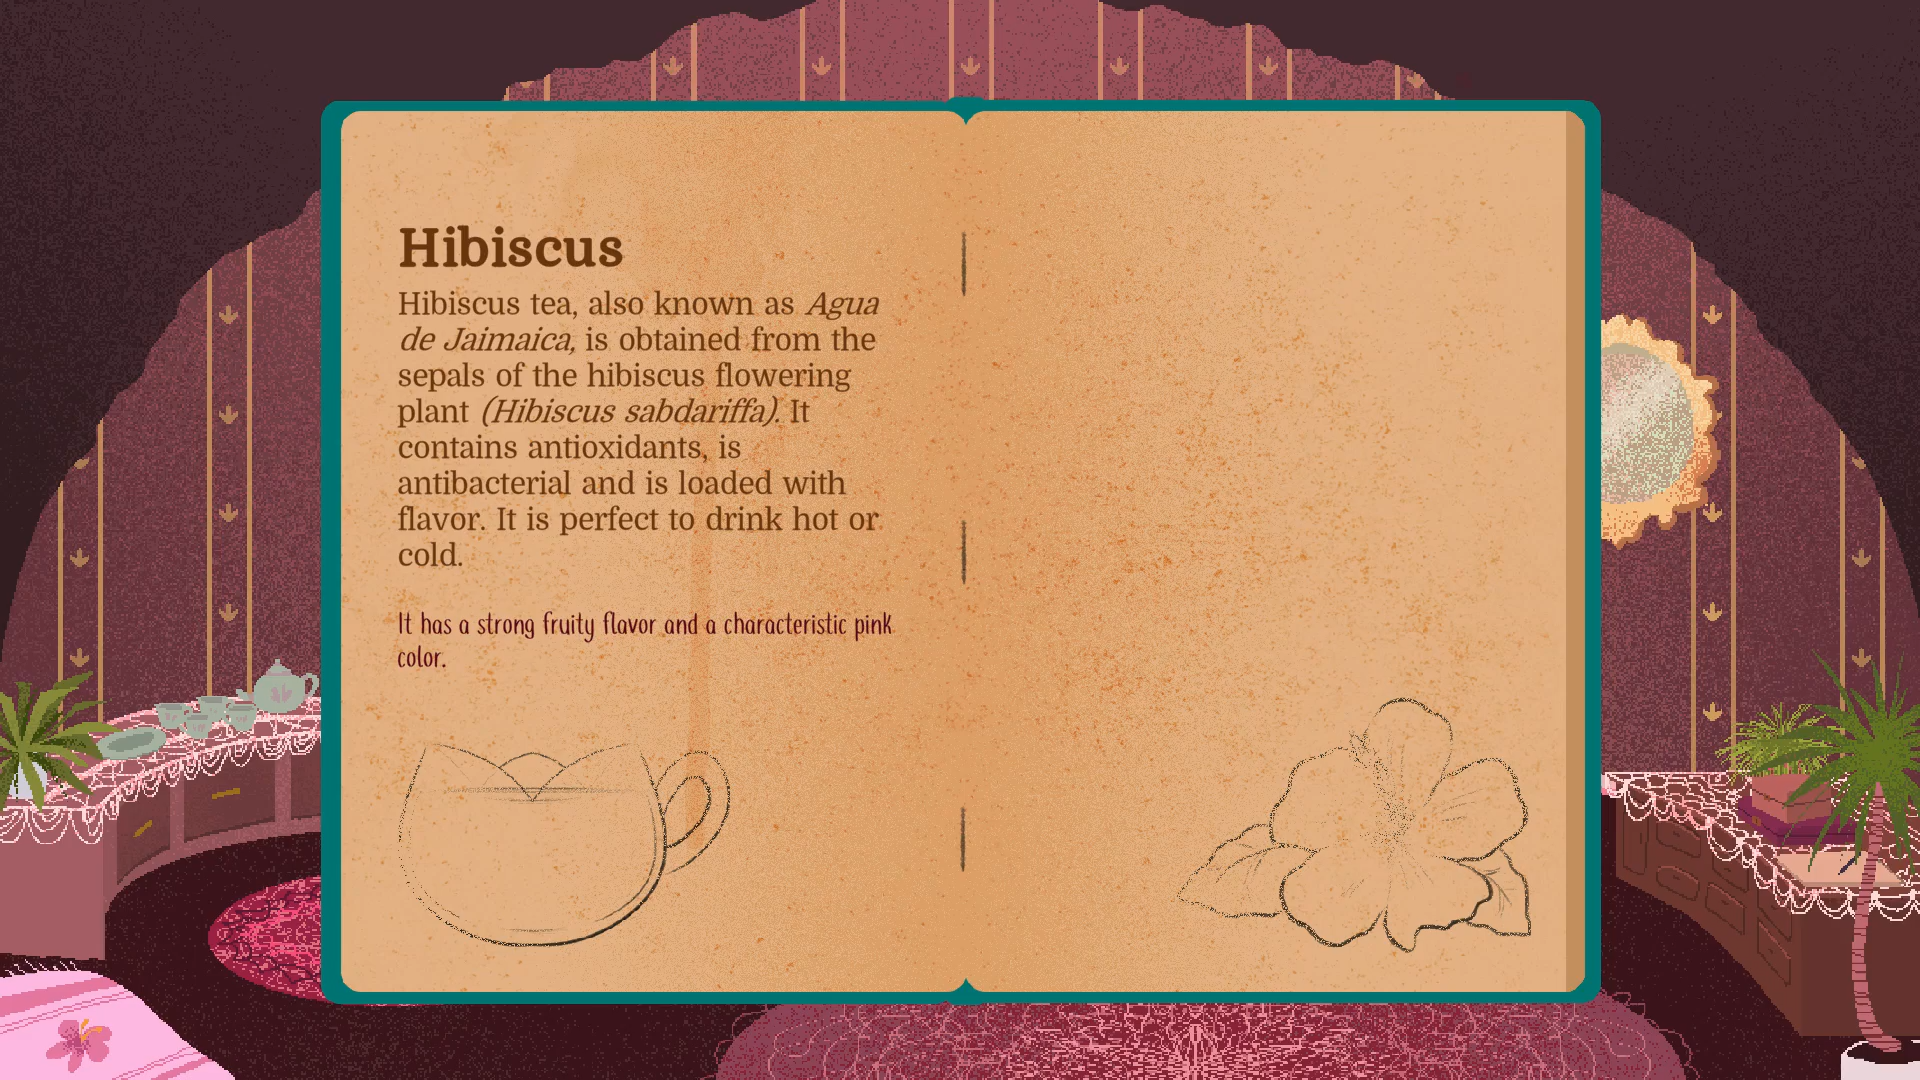 Hibiscus
Hibiscus tea, also known as Agua
de Jaimaica, is obtained from the
sepals of the hibiscus flowering
plant (Hibiscus sabdariffa). It
contains antioxidants, is
antibacterial and is loaded with
flavor. It is perfect to drink hot or
cold.
It has a strong fruity flavor and a characteristic pink
color.